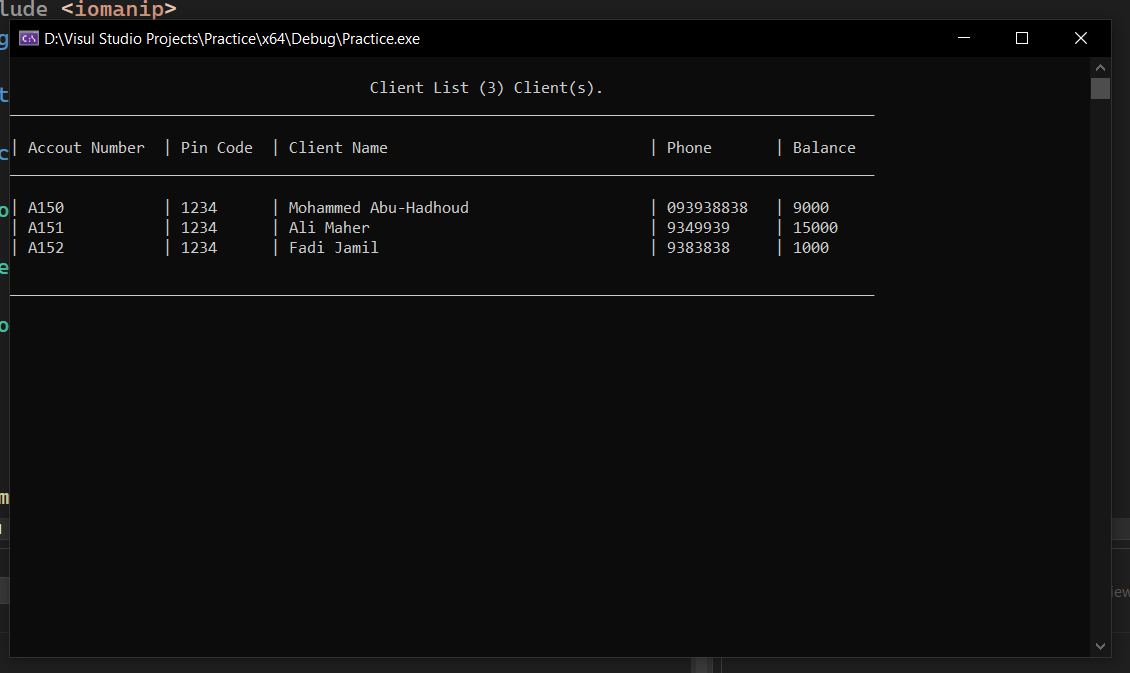 lude <iomanip>
D:\Visul Studio Projects\Practice\x64\Debug\Practice.exe
Client List (3) Client(s).
| Accout Number | Pin Code | Client Name | Phone | Balance
| A150 | 1234 | Mohammed Abu-Hadhoud | 093938838 | 9000
| A151 | 1234 | Ali Maher | 9349939 | 15000
| A152 | 1234 | Fadi Jamil | 9383838 | 1000